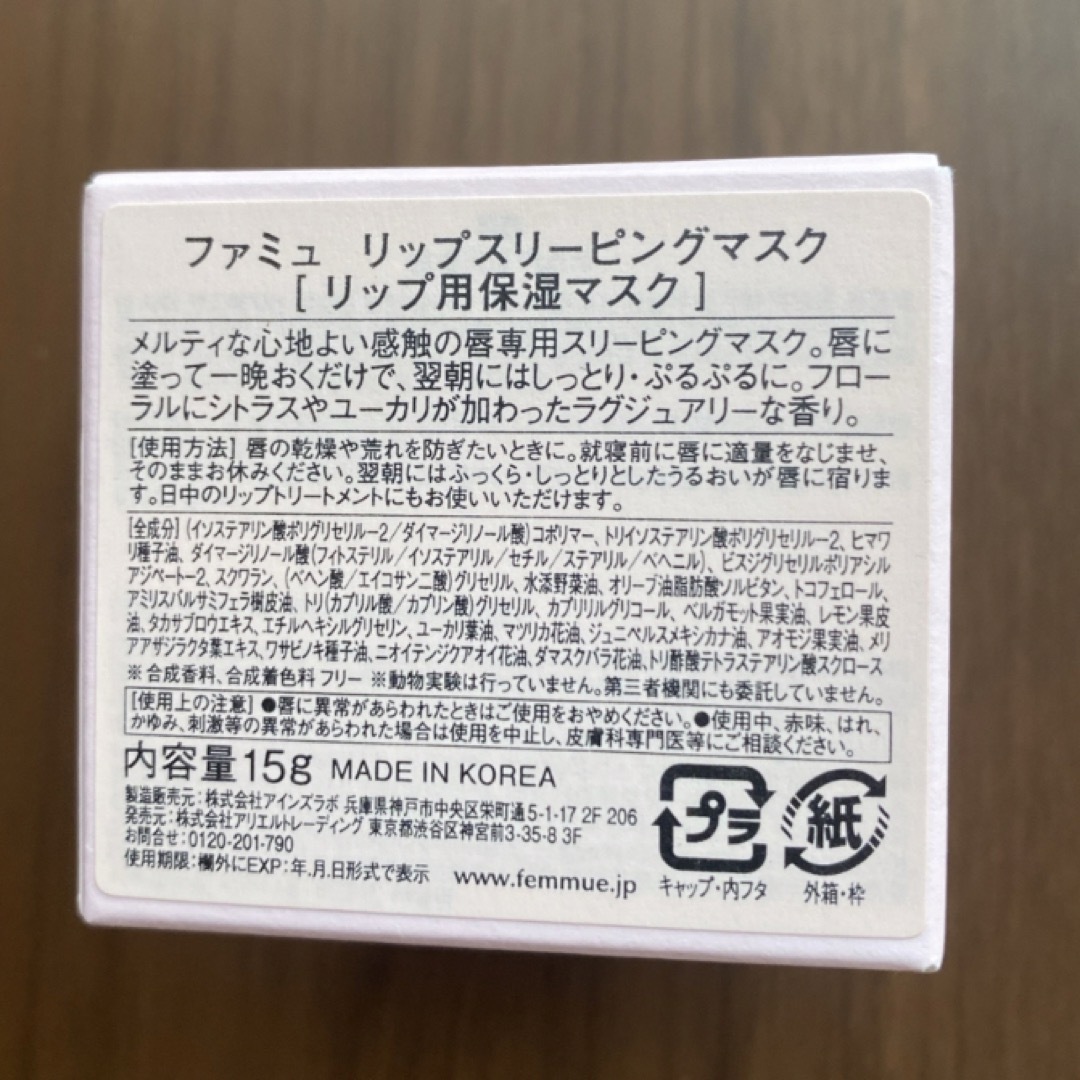 ファミュ　リップスリーピングマスク
[リップ用保湿マスク]
メルティな心地よい感触の唇専用スリーピングマスク。唇に
塗って一晩おくだけで、翌朝にはしっとり・ぷるぷるに。フロー
ラルにシトラスやユーカリが加わったラグジュアリーな香り。
[使用方法] 唇の乾燥や荒れを防ぎたいときに。就寝前に唇に適量をなじませ、
そのままお休みください。翌朝にはふっくら・しっとりとしたうるおいが唇に宿りま
す。日中のリップトリートメントにもお使いいただけます。
[全成分] (イソステアリン酸ポリグリセリル-2/ダイマージリノール酸)コポリマー、トリイソステアリン酸ポリグリセリル-2、ヒマワ
リ種子油、ダイマージリノール酸(フィトステリル/イソステアリル/セチル/ステアリル/ベヘニル)、ビスジグリセリルポリアシル
アジペート-2、スクワラン、(ベヘン酸/エイコサン二酸)グリセリル、水添野菜油、オリーブ油脂肪酸ソルビタン、トコフェロール、
アミリスバルサミフェラ樹皮油、トリ(カプリル酸/カプリン酸)グリセリル、カプリリルグリコール、ベルガモット果実油、レモン果皮
油、タカサブロウエキス、エチルヘキシルグリセリン、ユーカリ葉油、マツリカ花油、ジュニペルスメキシカナ油、アオモジ果実油、メリ
アアザジラクタ葉エキス、ワサビノキ種子油、ニオイテンジクアオイ花油、ダマスクバラ花油、トリ酢酸テトラステアリン酸スクロース
※合成香料、合成着色料 フリー ※動物実験は行っていません。第三者機関にも委託していません。
[使用上の注意] ●唇に異常があらわれたときはご使用をおやめください。●使用中、赤味、はれ、
かゆみ、刺激等の異常があらわれた場合は使用を中止し、皮膚科専門医等にご相談ください。
内容量15g MADE IN KOREA
製造販売元：株式会社アインズラボ 兵庫県神戸市中央区栄町通5-1-17 2F 206
発売元：株式会社アリエルトレーディング 東京都渋谷区神宮前3-35-8 3F
お問合せ：0120-201-790
使用期限：欄外にEXP：年.月.日形式で表示 www.femmue.jp
プラ
キャップ・内フタ
紙
外箱・枠